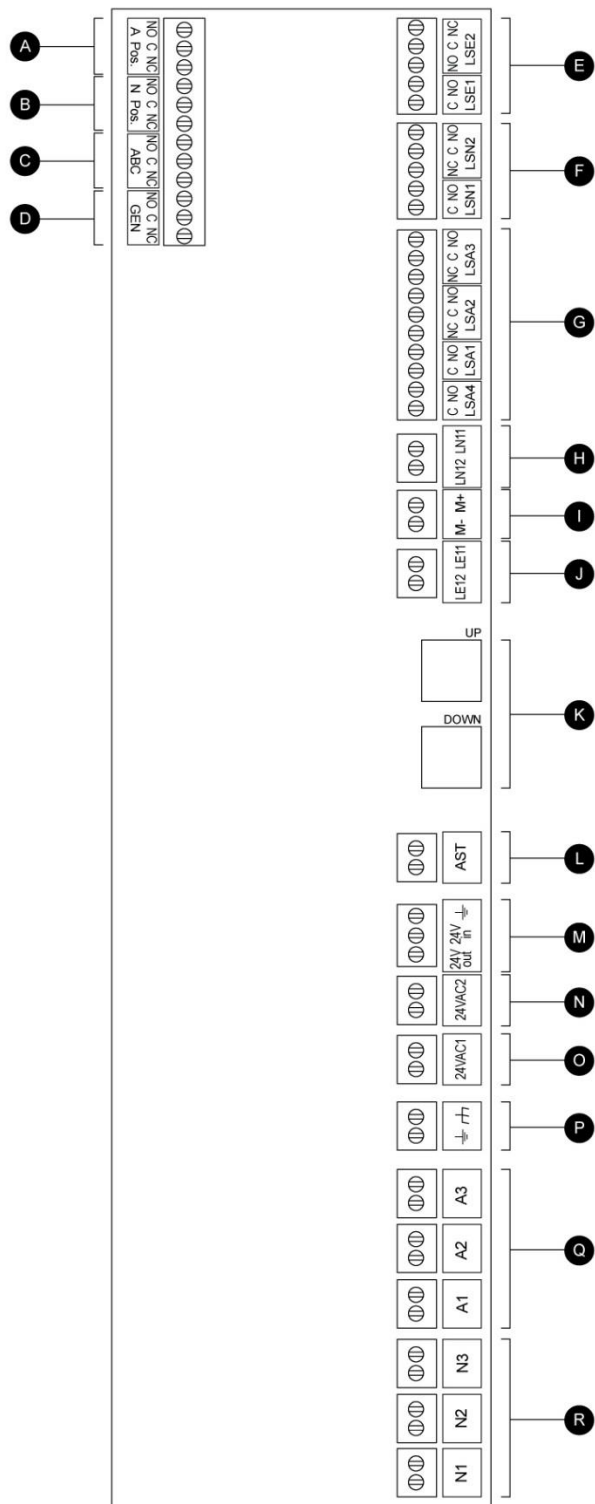 A
NO C NC
A Pos.
B
NO C NC
N Pos.
C
NO C NC
ABC
D
NO C NC
GEN
NO C NC
LSE2
C NO
LSE1
E
NC C NO
LSN2
C NO
LSN1
F
NC C NO
LSA3
NC C NO
LSA2
C NO
LSA1
C NO
LSA4
G
LN12 LN11
H
M- M+
I
LE12 LE11
J
UP
DOWN
K
AST
L
24V 24V
out in
M
24VAC2
N
24VAC1
O
P
A3
A2
A1
Q
N3
N2
N1
R